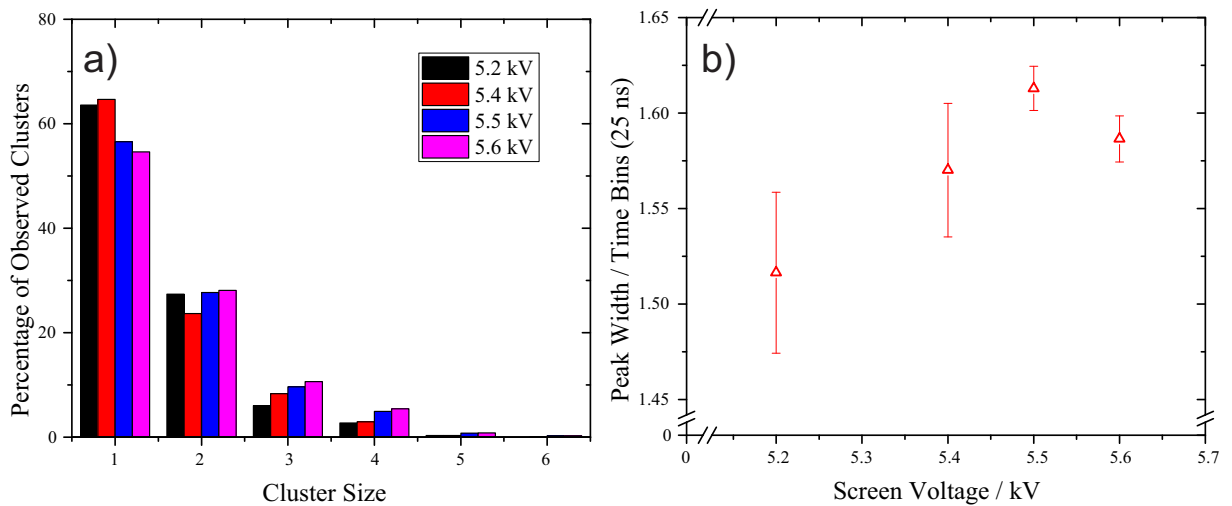 a)
80
60
40
20
0
1 2 3 4 5 6
Percentage of Observed Clusters
Cluster Size
5.2 kV
5.4 kV
5.5 kV
5.6 kV
b)
1.65
1.60
1.55
1.50
1.45
0
0 5.2 5.3 5.4 5.5 5.6 5.7
Peak Width / Time Bins (25 ns)
Screen Voltage / kV